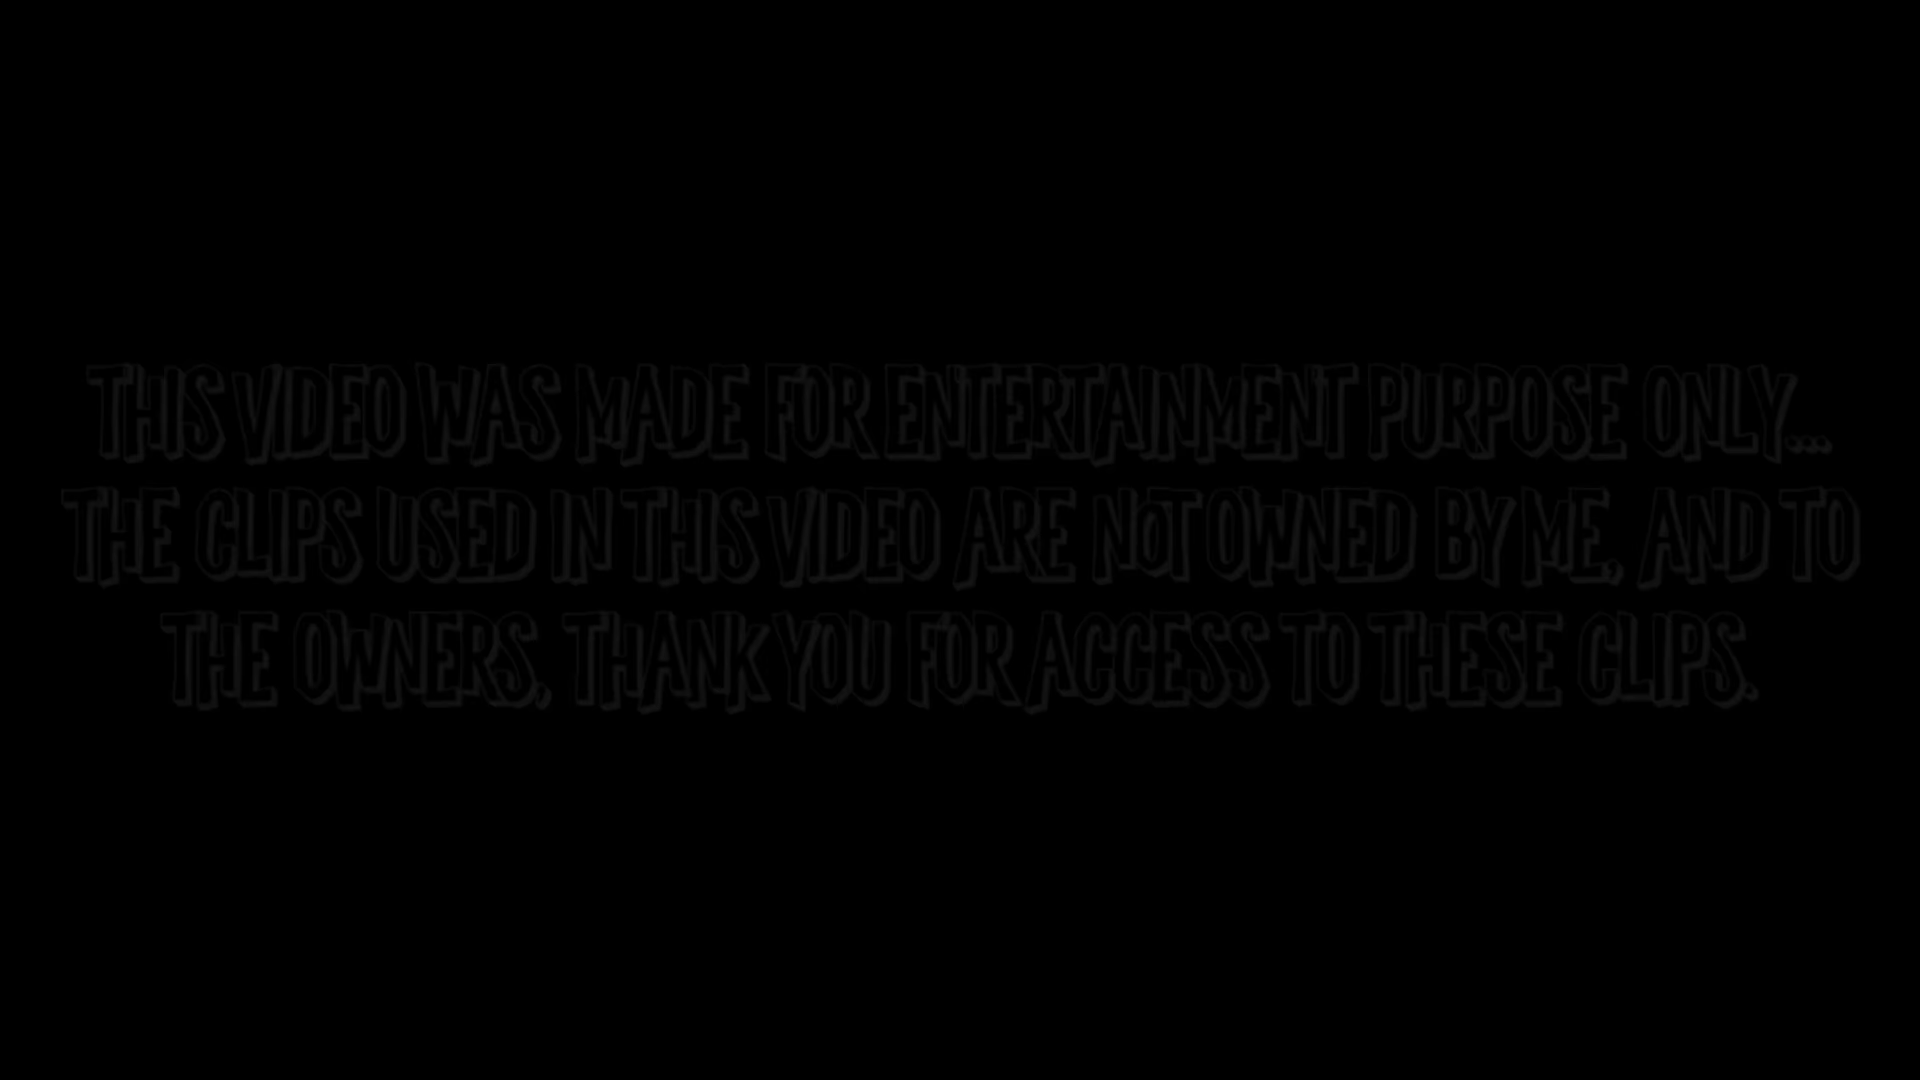 THIS VIDEO WAS MADE FOR ENTERTAINMENT PURPOSE ONLY...
THE CLIPS USED IN THIS VIDEO ARE NOT OWNED BY ME, AND TO
THE OWNERS, THANK YOU FOR ACCESS TO THESE CLIPS.